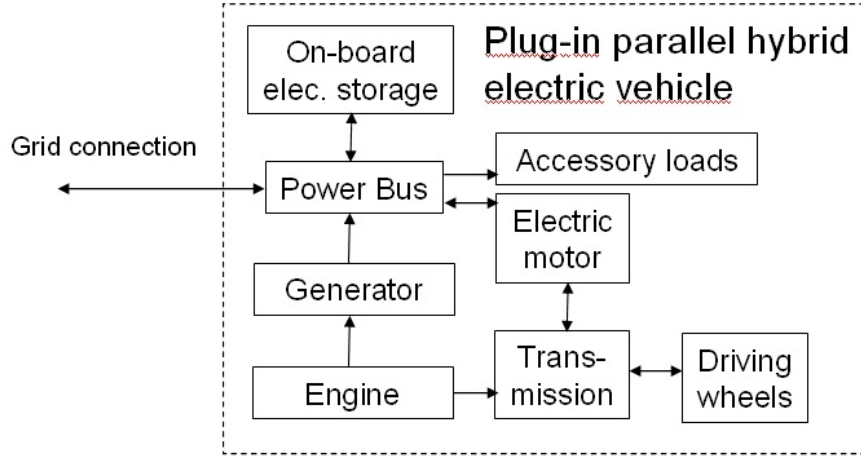 Plug-in parallel hybrid
electric vehicle
On-board
elec. storage
Grid connection
Accessory loads
Power Bus
Electric
motor
Generator
Trans-
mission
Driving
wheels
Engine